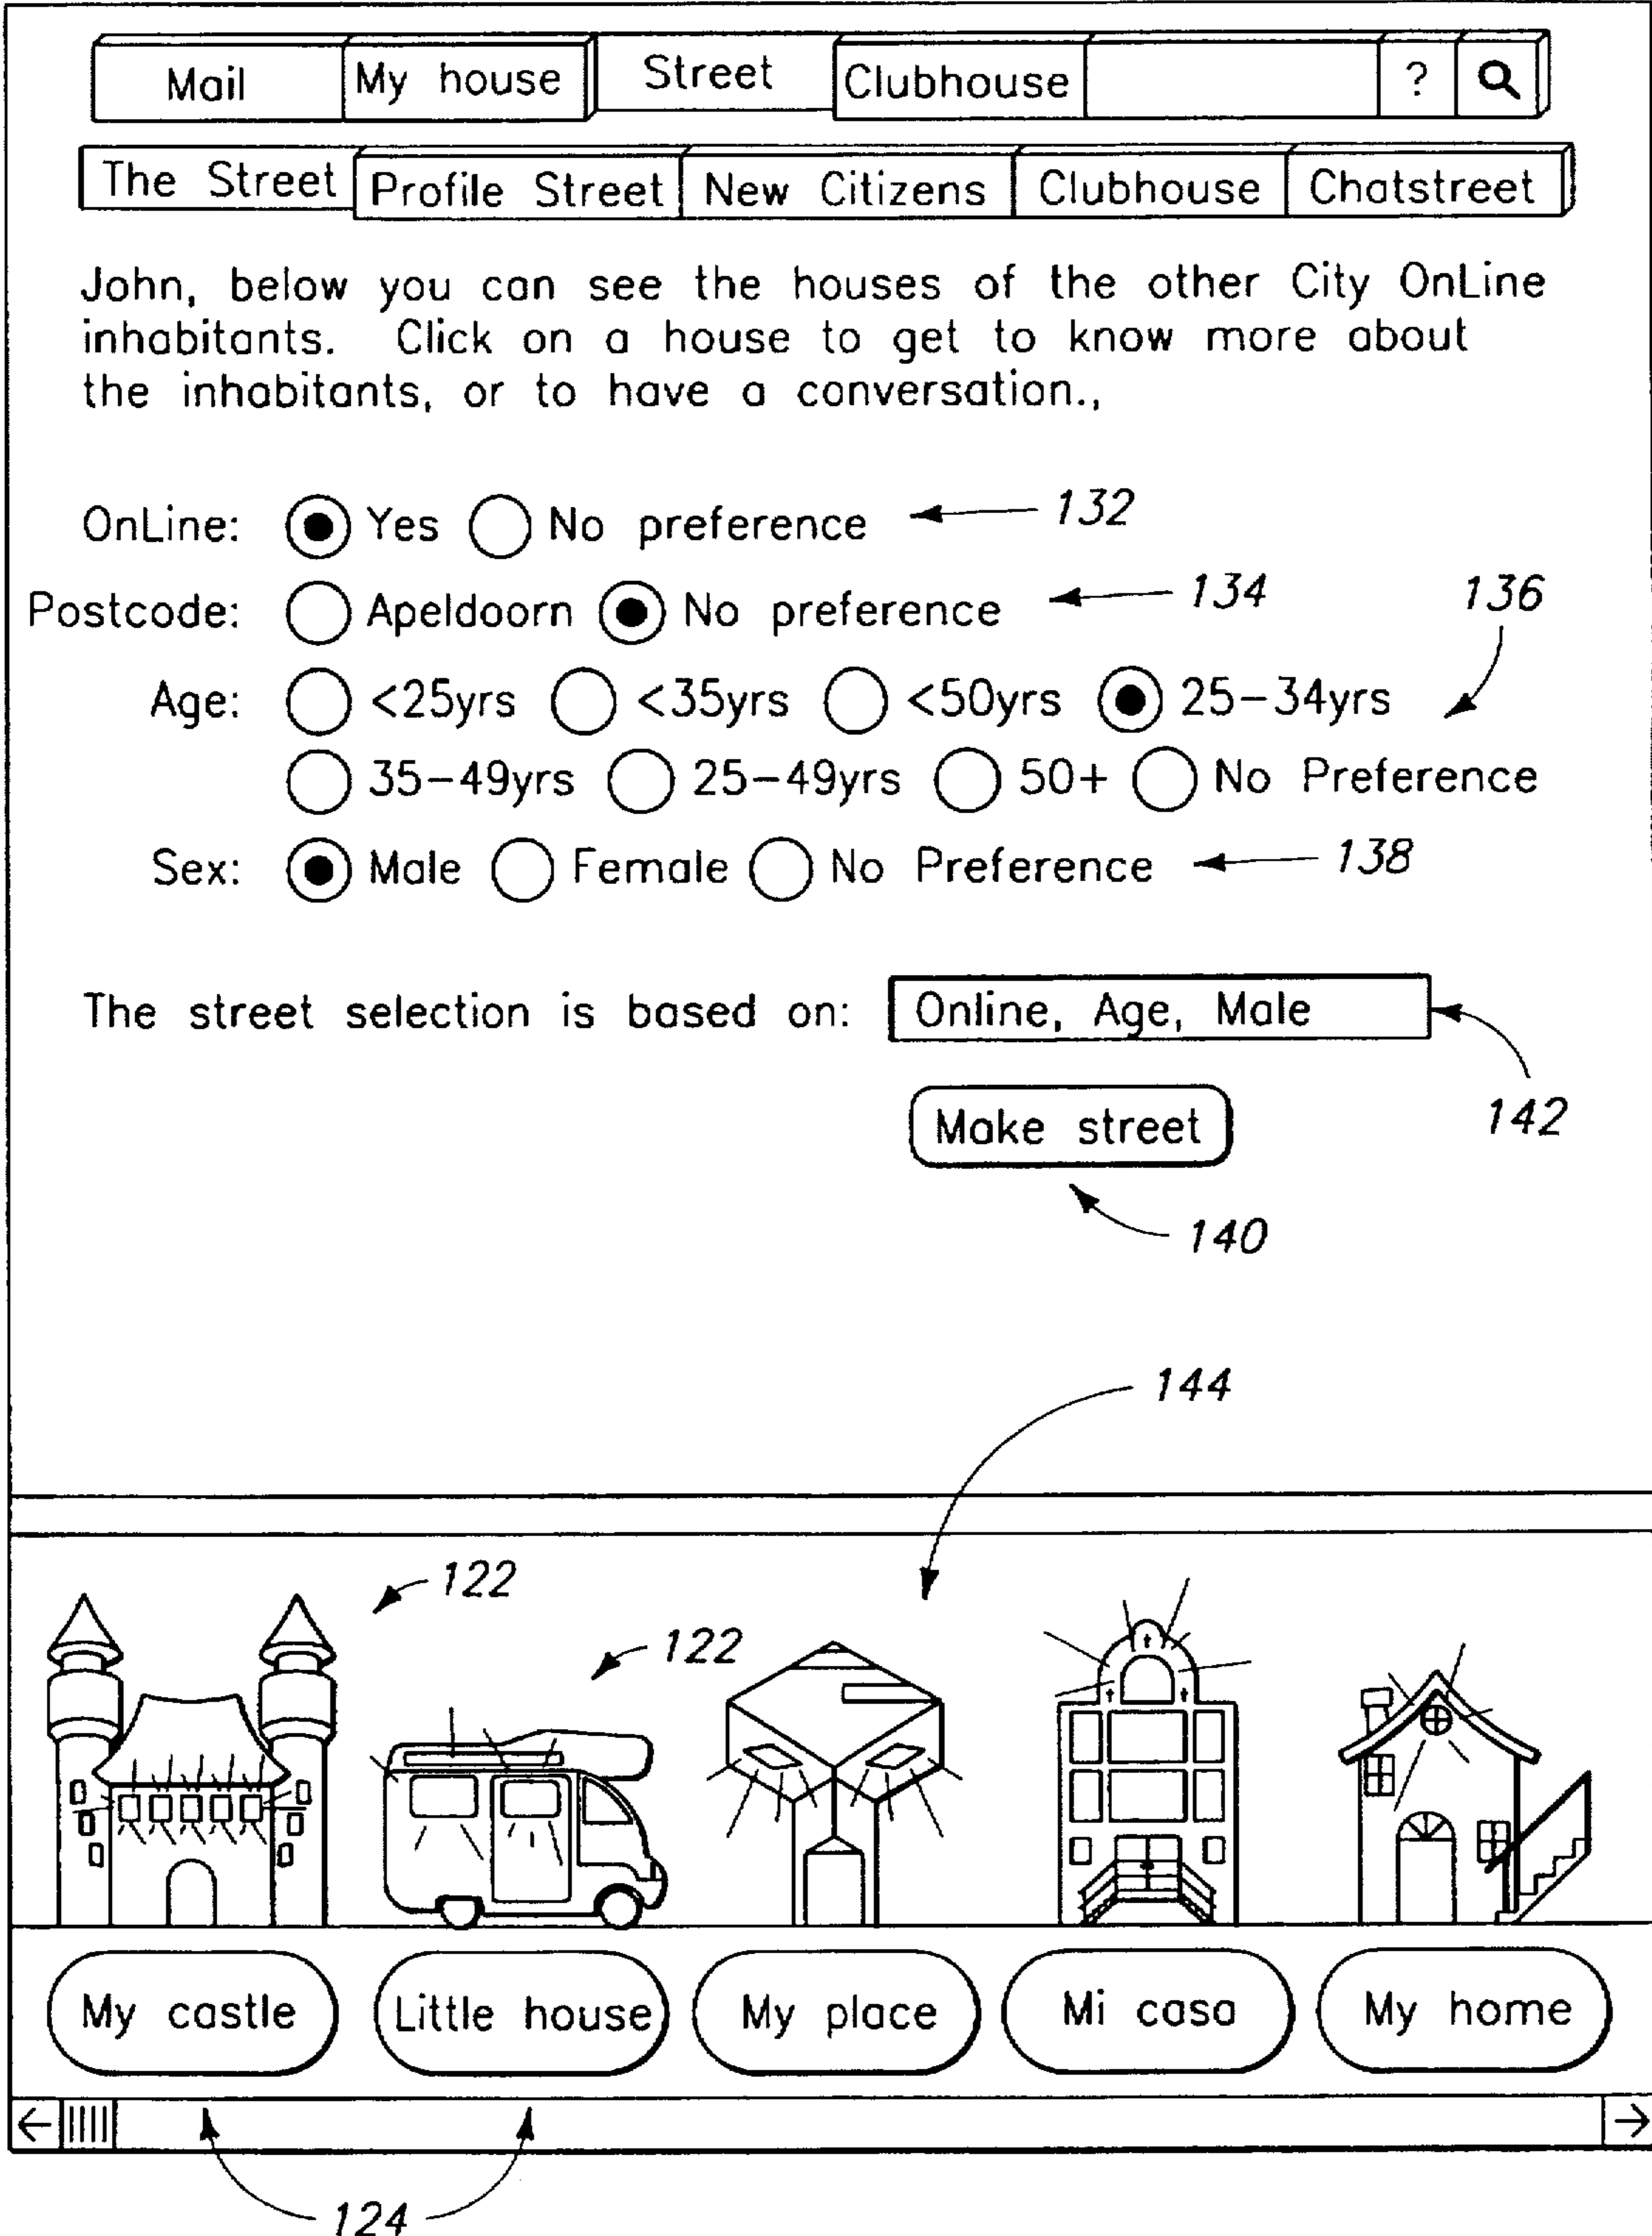 Mail My house Street Clubhouse ?
The Street Profile Street New Citizens Clubhouse Chatstreet
John, below you can see the houses of the other City OnLine
inhabitants. Click on a house to get to know more about
the inhabitants, or to have a conversation.,
OnLine: Yes No preference 132
Postcode: Apeldoorn No preference 134 136
Age: <25yrs <35yrs <50yrs 25-34yrs
35-49yrs 25-49yrs 50+ No Preference
Sex: Male Female No Preference 138
The street selection is based on: Online, Age, Male
142
Make street
140
144
122
122
My castle Little house My place Mi casa My home
124